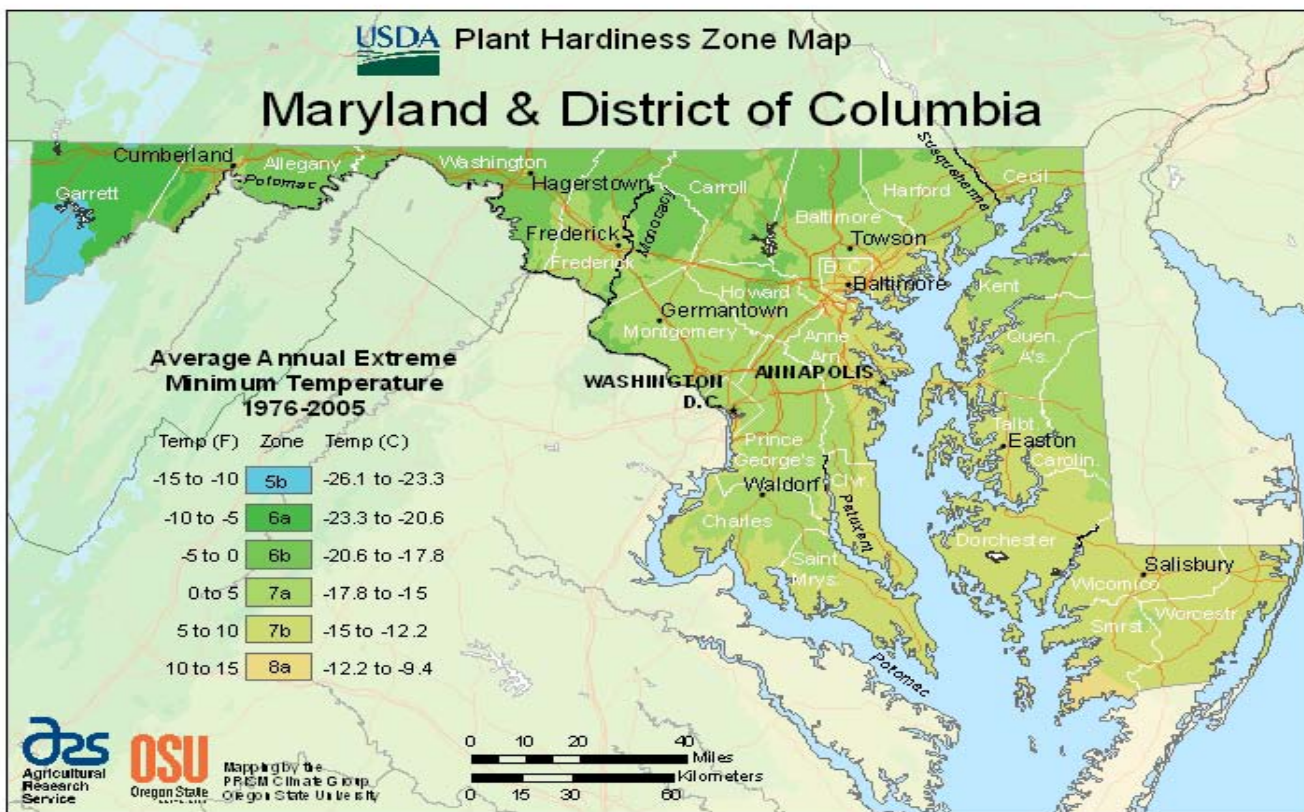 USDA Plant Hardiness Zone Map
Maryland & District of Columbia
Cumberland
Allegany
Potomac
Garrett
Washington
Hagerstown
Monocacy
Carroll
Frederick
Frederick
Baltimore
Towson
B. C.
Baltimore
Harford
Susquehanna
Cecil
Kent
Howard
Germantown
Montgomery
Anne
Arn.
ANNAPOLIS
Quen.
A's.
WASHINGTON
D.C.
Prince
George's
Talbt.
Easton
Carolin.
Waldorf
Clvr.
Patuxent
Charles
Saint
Mrys.
Dorchester
Salisbury
Wicomico
Worcestr.
Smrst.
Potomac
Average Annual Extreme
Minimum Temperature
1976-2005
Temp (F) Zone Temp (C)
-15 to -10 5b -26.1 to -23.3
-10 to -5 6a -23.3 to -20.6
-5 to 0 6b -20.6 to -17.8
0 to 5 7a -17.8 to -15
5 to 10 7b -15 to -12.2
10 to 15 8a -12.2 to -9.4
ars
Agricultural
Research
Service
OSU
Oregon State
Mapping by the
PRISM Climate Group,
Oregon State University
0 10 20 40
Miles
Kilometers
0 15 30 60